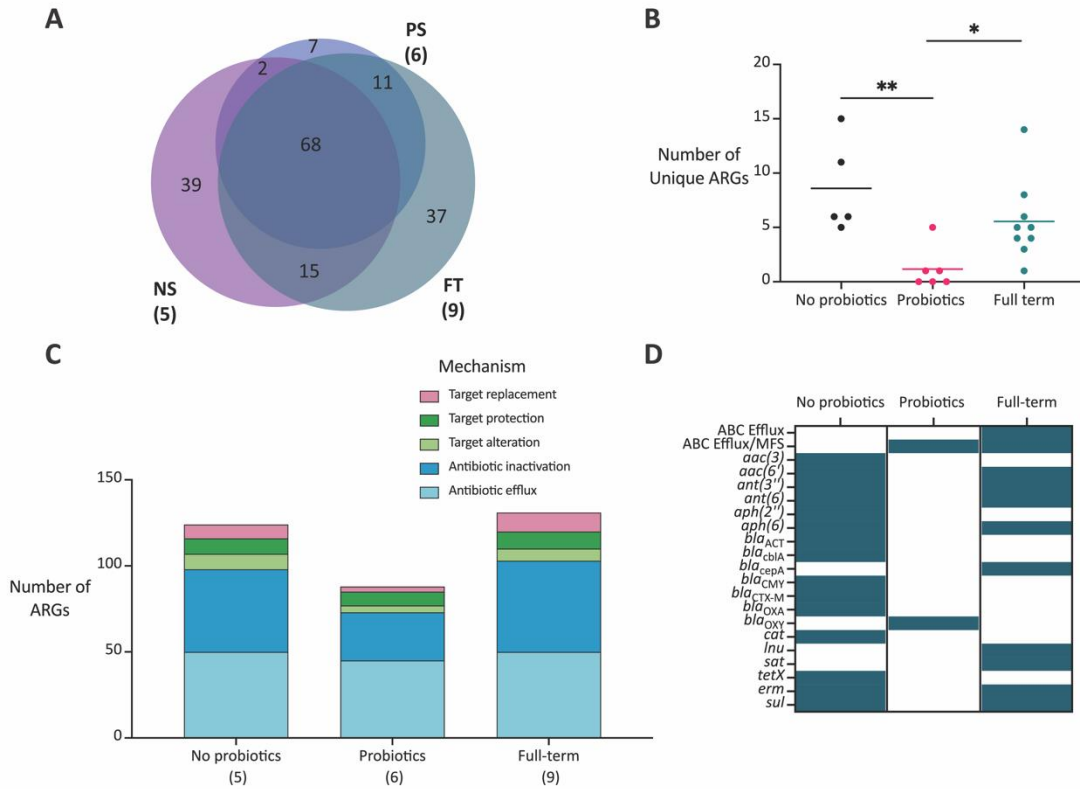 A
7
PS
(6)
2
11
68
39
37
15
NS
(5)
FT
(9)
B
*
**
20
15
10
5
0
Number of
Unique ARGs
No probiotics
Probiotics
Full term
C
Mechanism
Target replacement
Target protection
Target alteration
Antibiotic inactivation
Antibiotic efflux
150
100
50
0
Number of
ARGs
No probiotics
(5)
Probiotics
(6)
Full-term
(9)
D
No probiotics
Probiotics
Full-term
ABC Efflux
ABC Efflux/MFS
aac(3)
aac(6')
ant(3'')
ant(6)
aph(2'')
aph(6)
blaACT
blacblA
blacepA
blaCMY
blaCTX-M
blaOXA
blaOXY
cat
lnu
sat
tetX
erm
sul